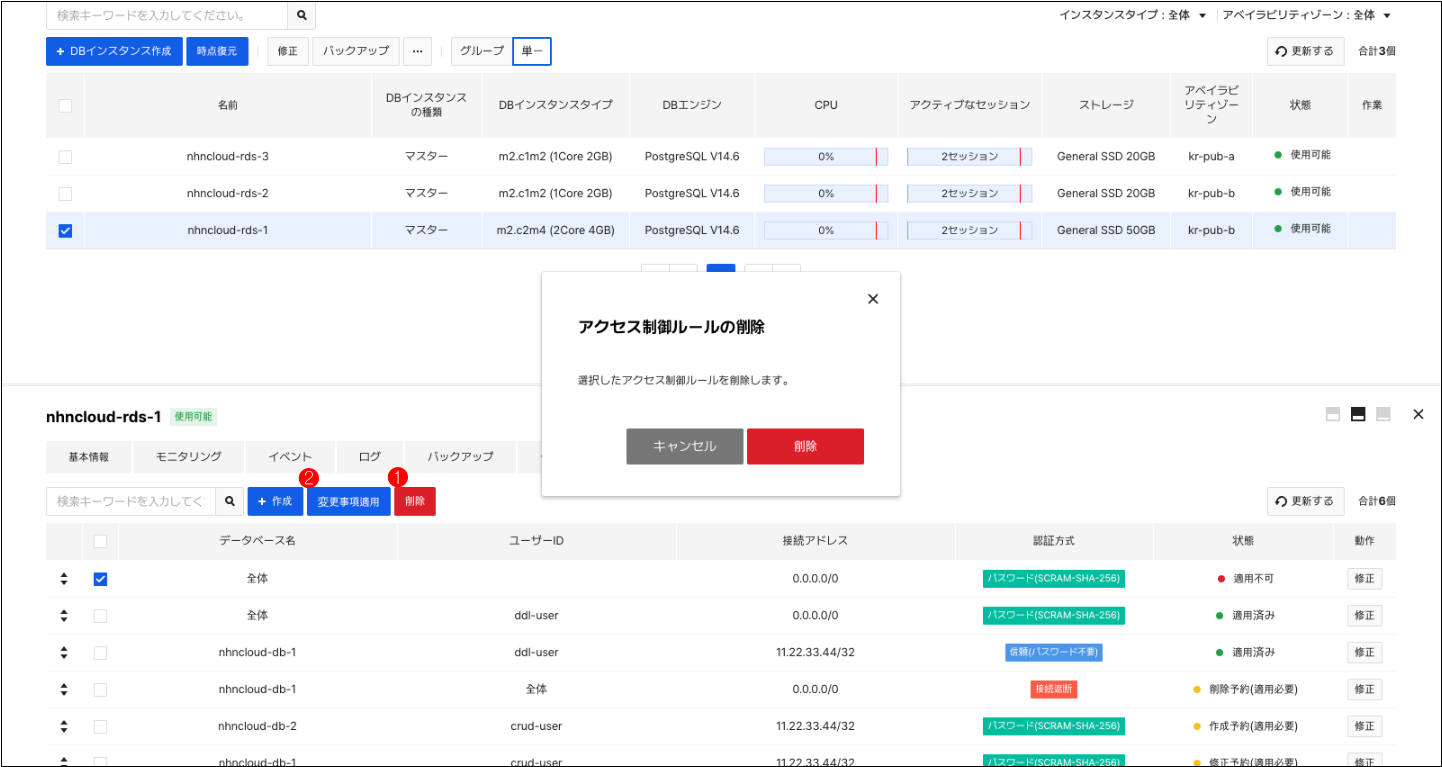 検索キーワードを入力してください。
インスタンスタイプ : 全体 アベイラビリティゾーン : 全体
+ DBインスタンス作成 時点復元 修正 バックアップ ... グループ 単一 更新する 合計3個
名前 DBインスタンスの種類 DBインスタンスタイプ DBエンジン CPU アクティブなセッション ストレージ アベイラビリティゾーン 状態 作業
nhncloud-rds-3 マスター m2.c1m2 (1Core 2GB) PostgreSQL V14.6 0% 2セッション General SSD 20GB kr-pub-a 使用可能
nhncloud-rds-2 マスター m2.c1m2 (1Core 2GB) PostgreSQL V14.6 0% 2セッション General SSD 20GB kr-pub-b 使用可能
nhncloud-rds-1 マスター m2.c2m4 (2Core 4GB) PostgreSQL V14.6 0% 2セッション General SSD 50GB kr-pub-b 使用可能
アクセス制御ルールの削除
選択したアクセス制御ルールを削除します。
キャンセル 削除
nhncloud-rds-1 使用可能
基本情報 モニタリング イベント ログ バックアップ
2 1
検索キーワードを入力してく + 作成 変更事項適用 削除 更新する 合計6個
データベース名 ユーザーID 接続アドレス 認証方式 状態 動作
全体 0.0.0.0/0 パスワード(SCRAM-SHA-256) 適用不可 修正
全体 ddl-user 0.0.0.0/0 パスワード(SCRAM-SHA-256) 適用済み 修正
nhncloud-db-1 ddl-user 11.22.33.44/32 信頼(パスワード不要) 適用済み 修正
nhncloud-db-1 全体 0.0.0.0/0 接続遮断 削除予約(適用必要) 修正
nhncloud-db-2 crud-user 11.22.33.44/32 パスワード(SCRAM-SHA-256) 作成予約(適用必要) 修正
nhncloud-db-1 crud-user 11.22.33.44/32 パスワード(SCRAM-SHA-256) 修正予約(適用必要) 修正